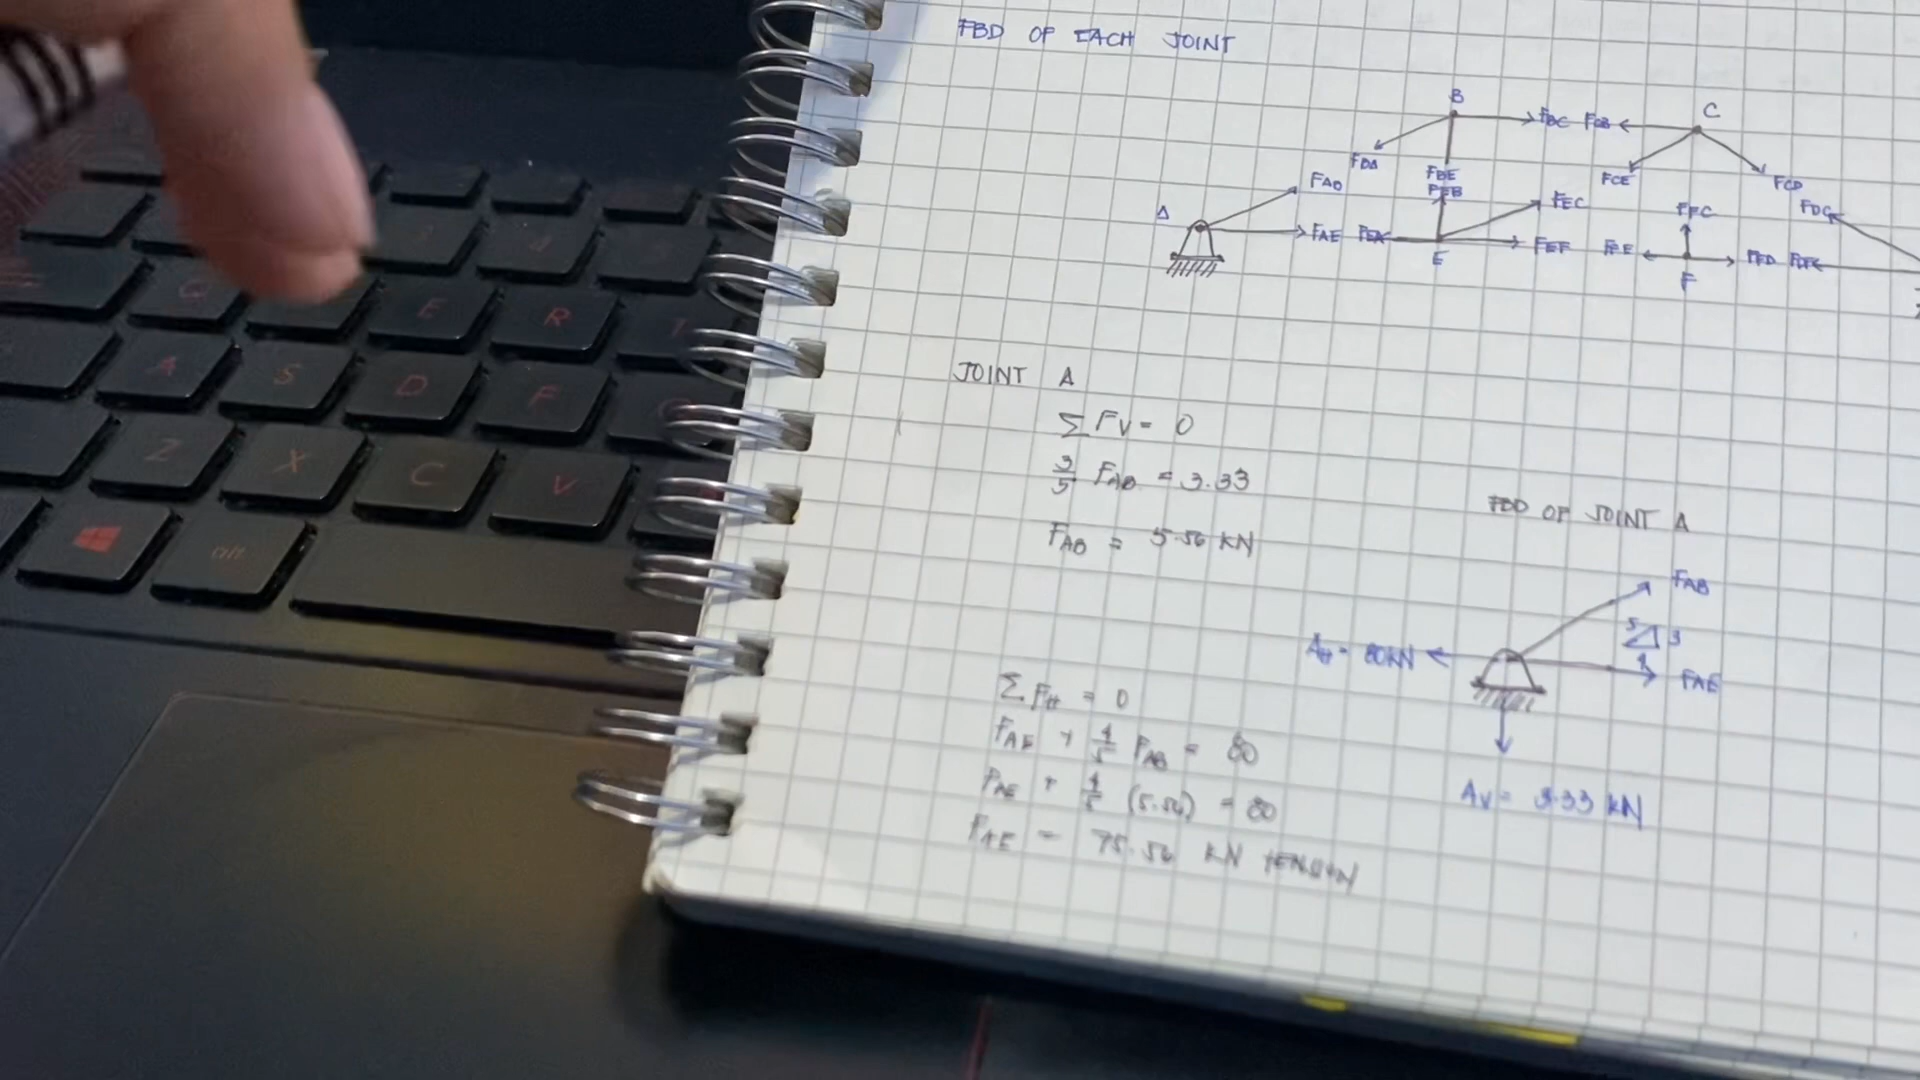 FBD OF EACH JOINT
B
C
FBC FCB
FBA
FBE
FEB
FCE
FCD
A
FAB
FAE FEA
FEC
FEF
E
FFC
FFE
FFD FDF
F
FDC
JOINT A
Σ FV = 0
3/5 FAB = 3.33
FAB = 5.56 KN
Σ FH = 0
FAE + 4/5 FAB = 80
FAE + 4/5 (5.56) = 80
FAE = 75.56 KN TENSION
FBD OF JOINT A
FAB
5 3
4
AH = 80KN
FAE
AV = 3.33 KN
Q E R T
A S D F G
Z X C V
alt